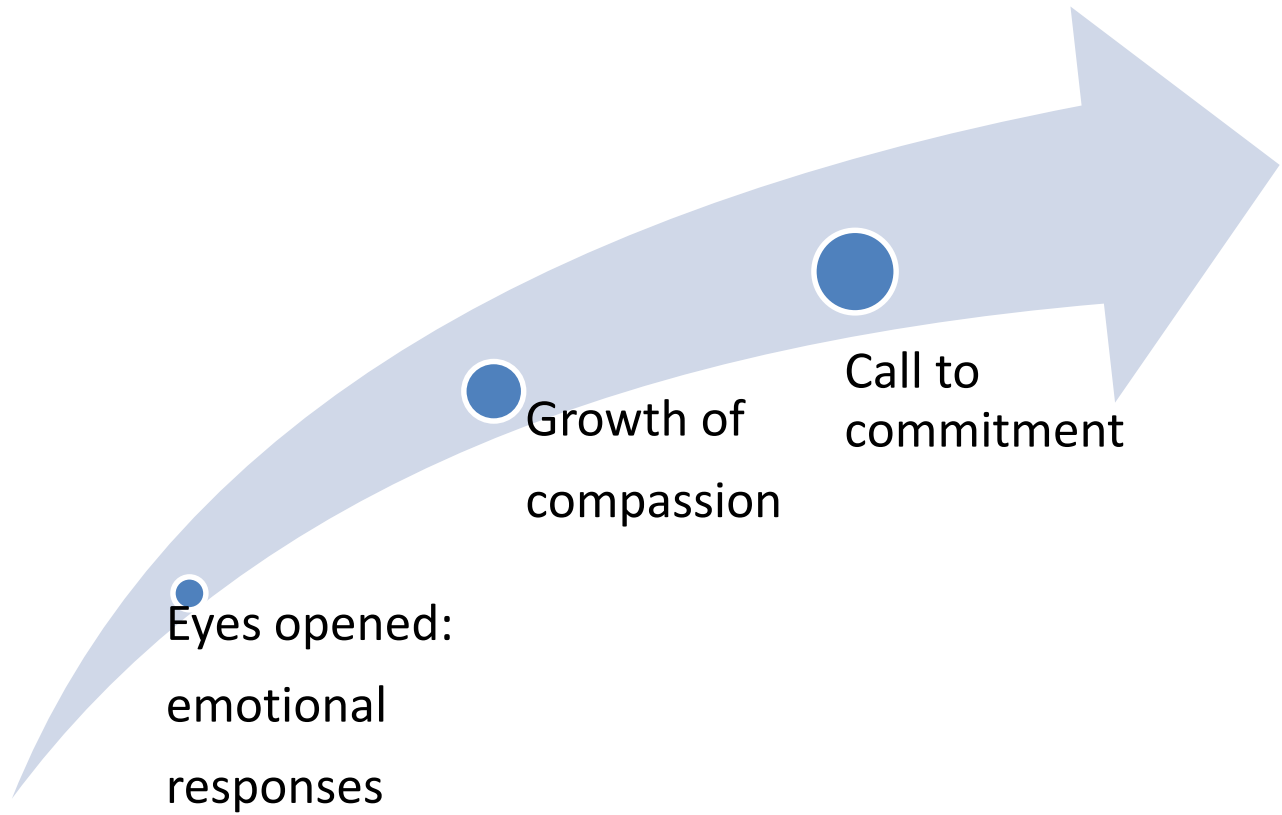 Call to
commitment
Growth of
compassion
Eyes opened:
emotional
responses